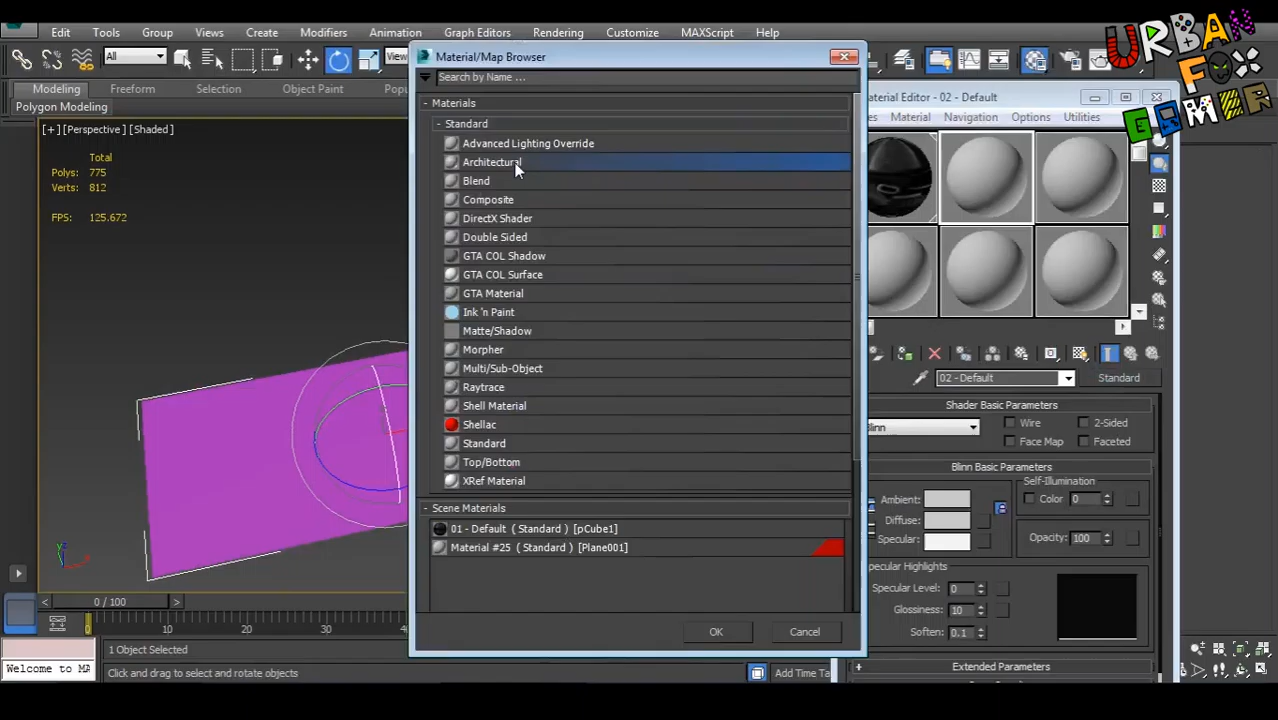 URBAN
FOX
GAMER
Edit Tools Group Views Create Modifiers Animation Graph Editors Rendering Customize MAXScript Help
All
View
Modeling Freeform Selection Object Paint
Polygon Modeling
[+] [Perspective] [Shaded]
Total
Polys: 775
Verts: 812
FPS: 125.672
Material/Map Browser
Search by Name ...
- Materials
- Standard
Advanced Lighting Override
Architectural
Blend
Composite
DirectX Shader
Double Sided
GTA COL Shadow
GTA COL Surface
GTA Material
Ink 'n Paint
Matte/Shadow
Morpher
Multi/Sub-Object
Raytrace
Shell Material
Shellac
Standard
Top/Bottom
XRef Material
- Scene Materials
01 - Default ( Standard ) [pCube1]
Material #25 ( Standard ) [Plane001]
OK Cancel
Material Editor - 02 - Default
Material Navigation Options Utilities
02 - Default Standard
Shader Basic Parameters
Blinn Wire 2-Sided
Face Map Faceted
Blinn Basic Parameters
Self-Illumination
Ambient: Color 0
Diffuse:
Specular: Opacity: 100
Specular Highlights
Specular Level: 0
Glossiness: 10
Soften: 0.1
+ Extended Parameters
< 0 / 100 >
0 10 20 30
1 Object Selected
Welcome to MA
Click and drag to select and rotate objects
Add Time Ta